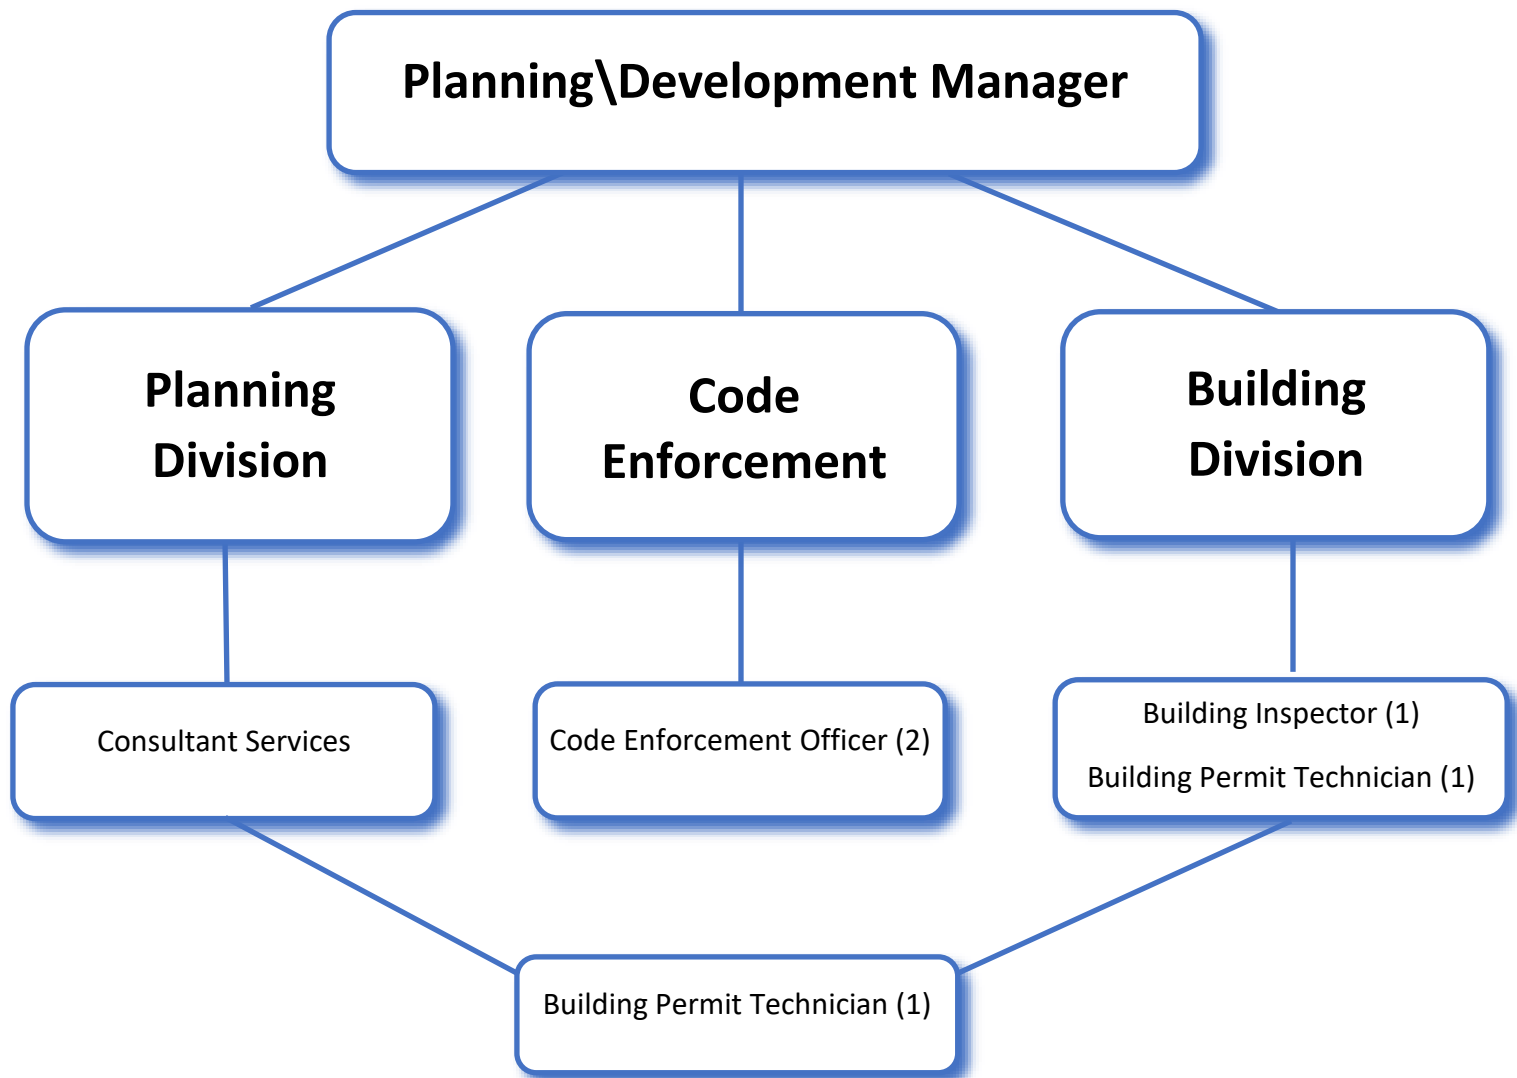 Planning\Development Manager
Planning
Division
Code
Enforcement
Building
Division
Consultant Services
Code Enforcement Officer (2)
Building Inspector (1)
Building Permit Technician (1)
Building Permit Technician (1)